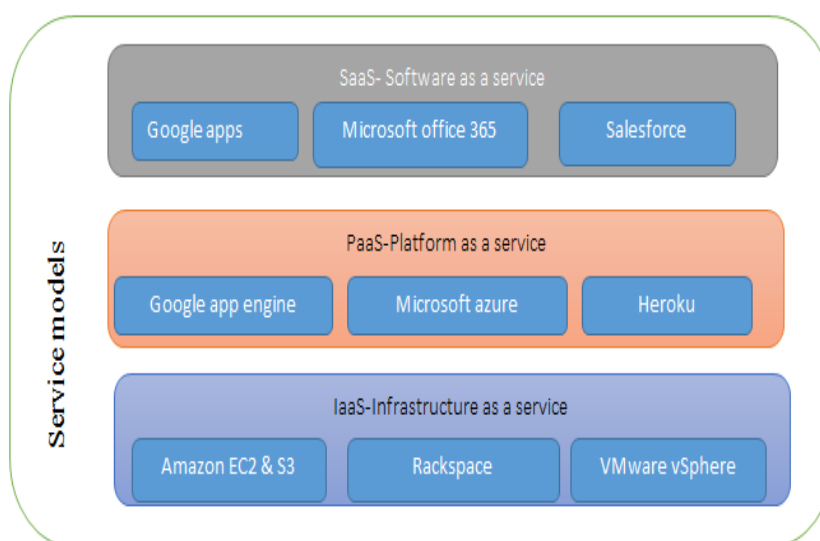 Service models
SaaS- Software as a service
Google apps
Microsoft office 365
Salesforce
PaaS-Platform as a service
Google app engine
Microsoft azure
Heroku
IaaS-Infrastructure as a service
Amazon EC2 & S3
Rackspace
VMware vSphere